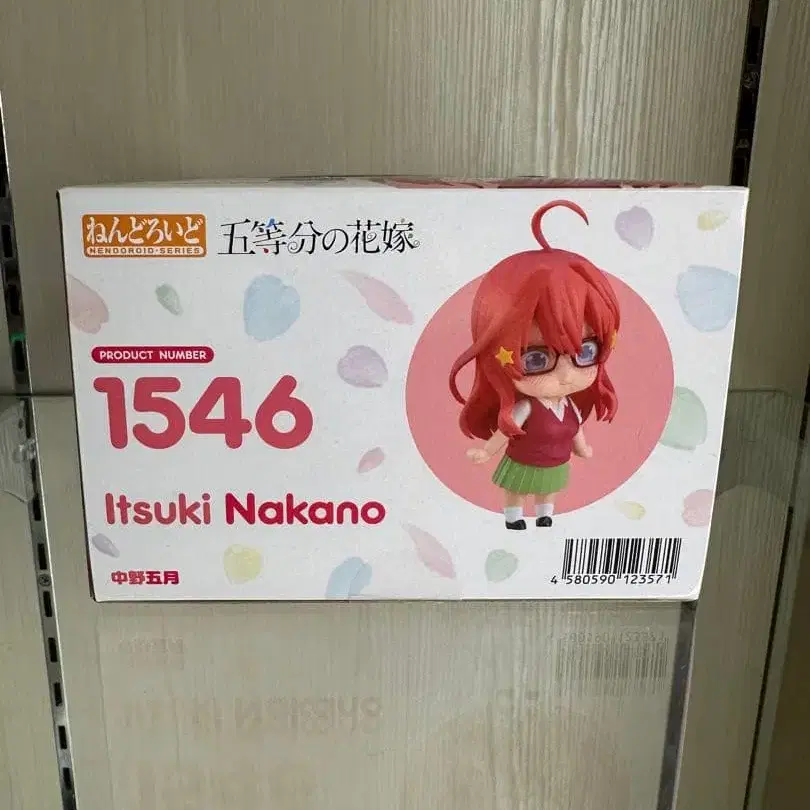 ねんどろいど
NENDOROID・SERIES
五等分の花嫁
PRODUCT NUMBER
1546
Itsuki Nakano
中野五月
4 580590 123571